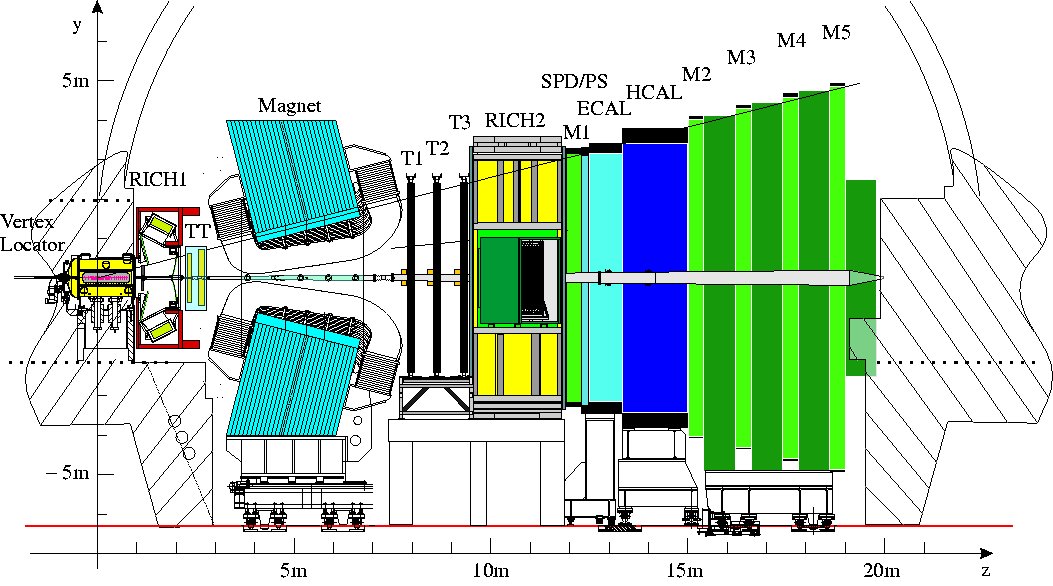 y
5m
Vertex
Locator
RICH1
TT
Magnet
T1
T2
T3
RICH2
M1
SPD/PS
ECAL
HCAL
M2
M3
M4
M5
– 5m
5m
10m
15m
20m
z